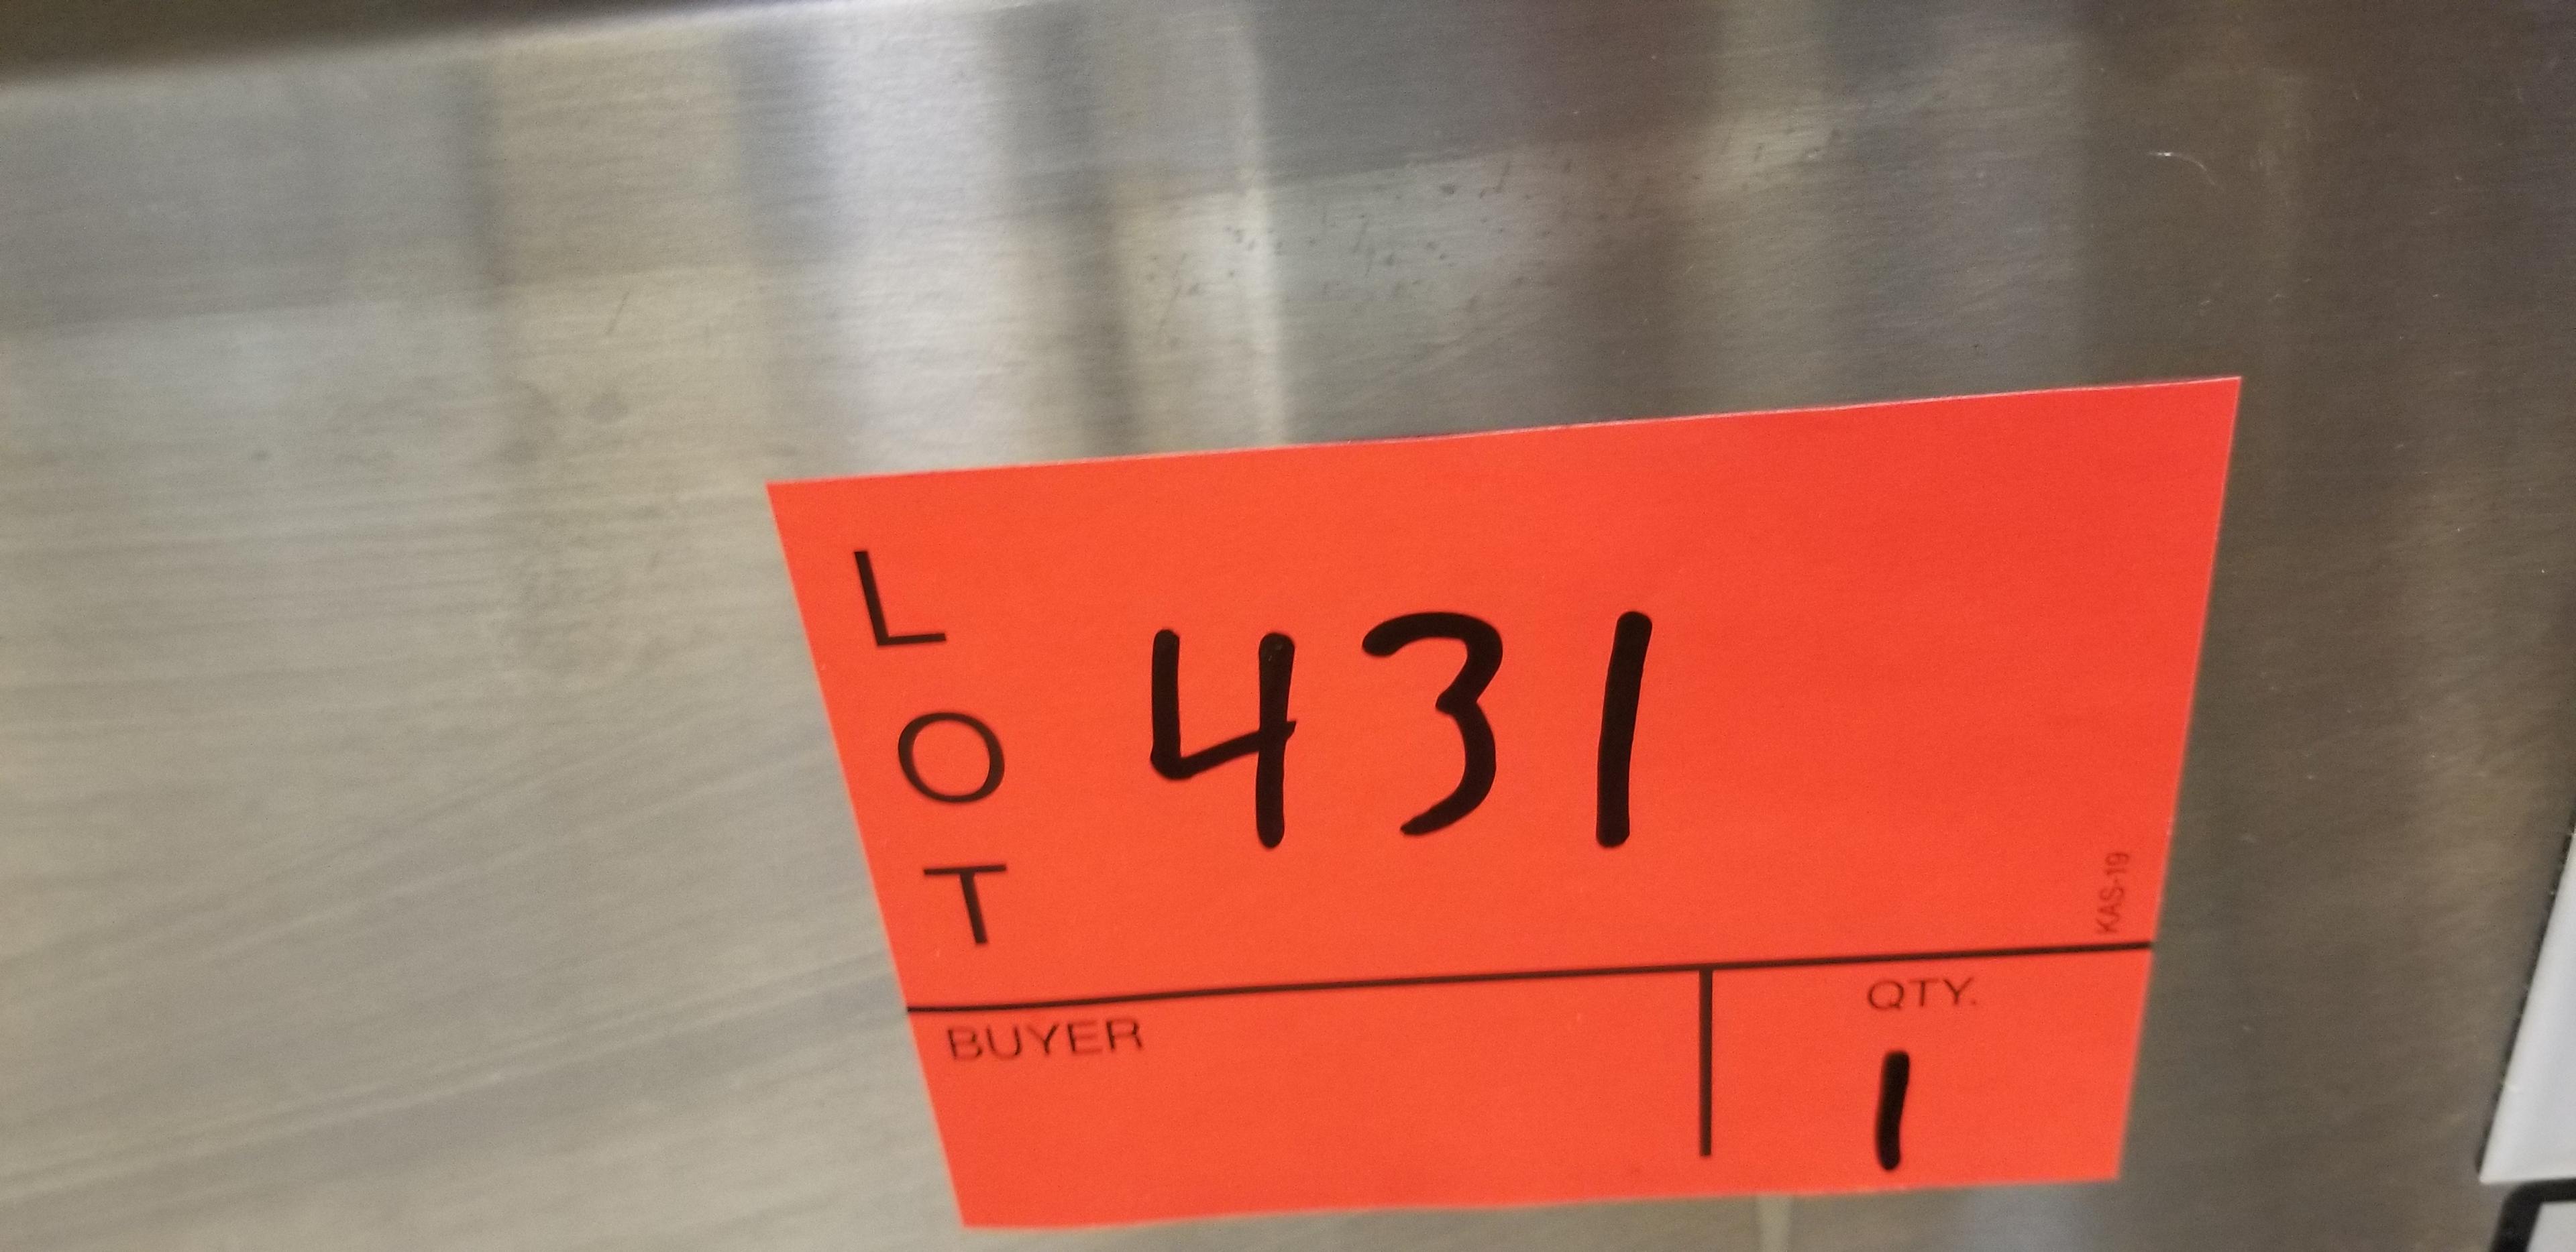 LOT 431
KAS-19
BUYER
QTY.
1